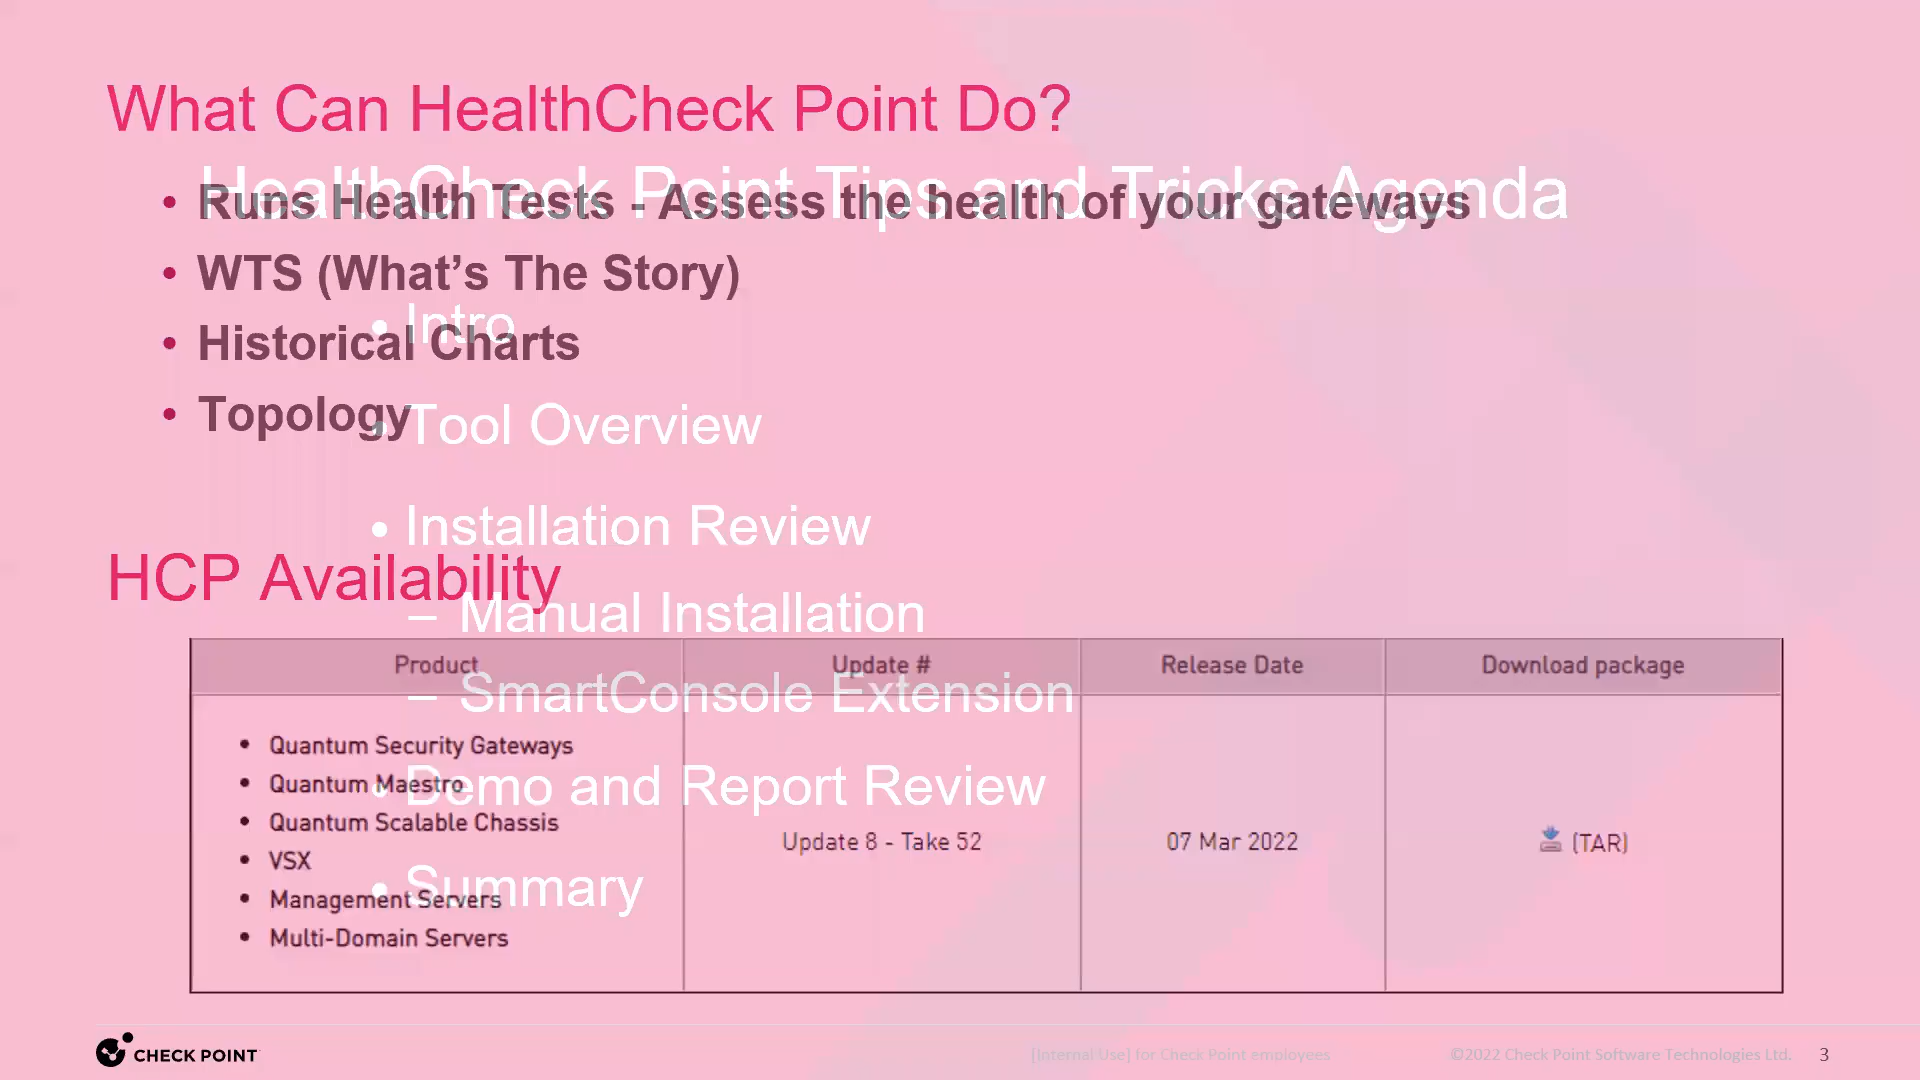 What Can HealthCheck Point Do?
HealthCheck Point Tips and Tricks Agenda
• Runs Health Tests - Assess the health of your gateways
• WTS (What’s The Story)
• Intro
• Historical Charts
• Topology
• Tool Overview
• Installation Review
HCP Availability
– Manual Installation
Product Update # Release Date Download package
– SmartConsole Extension
• Quantum Security Gateways
• Quantum Maestro
• Demo and Report Review
• Quantum Scalable Chassis
Update 8 - Take 52 07 Mar 2022 (TAR)
• VSX
• Summary
• Management Servers
• Multi-Domain Servers
CHECK POINT
[Internal Use] for Check Point employees
©2022 Check Point Software Technologies Ltd.
3